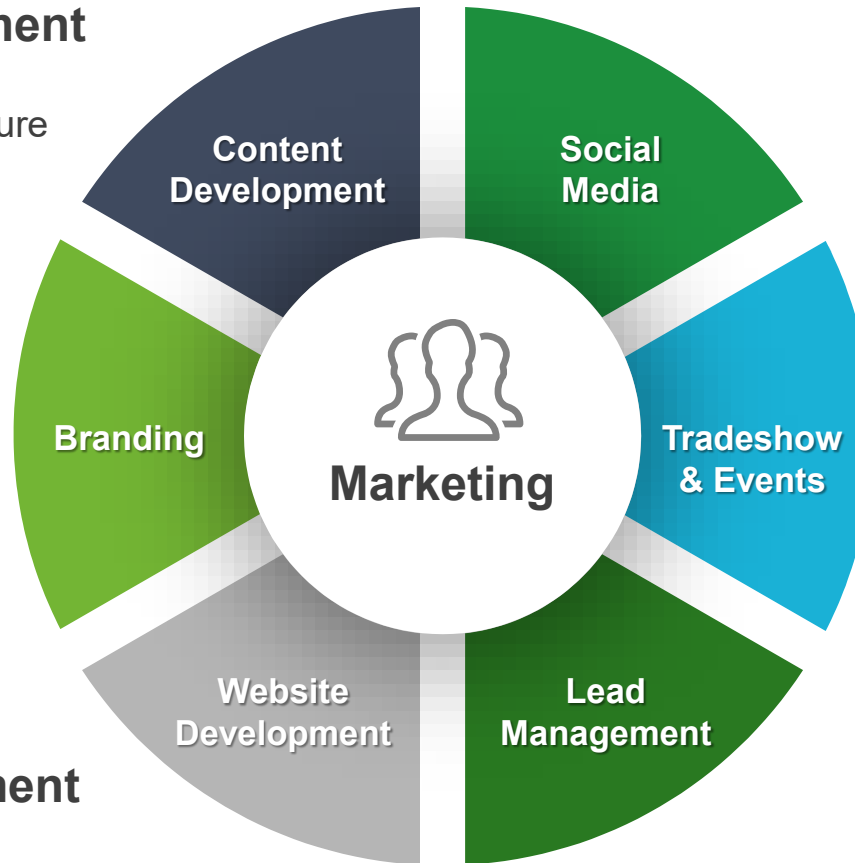 ment
ure
Content
Development
Social
Media
Branding
Tradeshow
& Events
Marketing
Website
Development
Lead
Management
ment